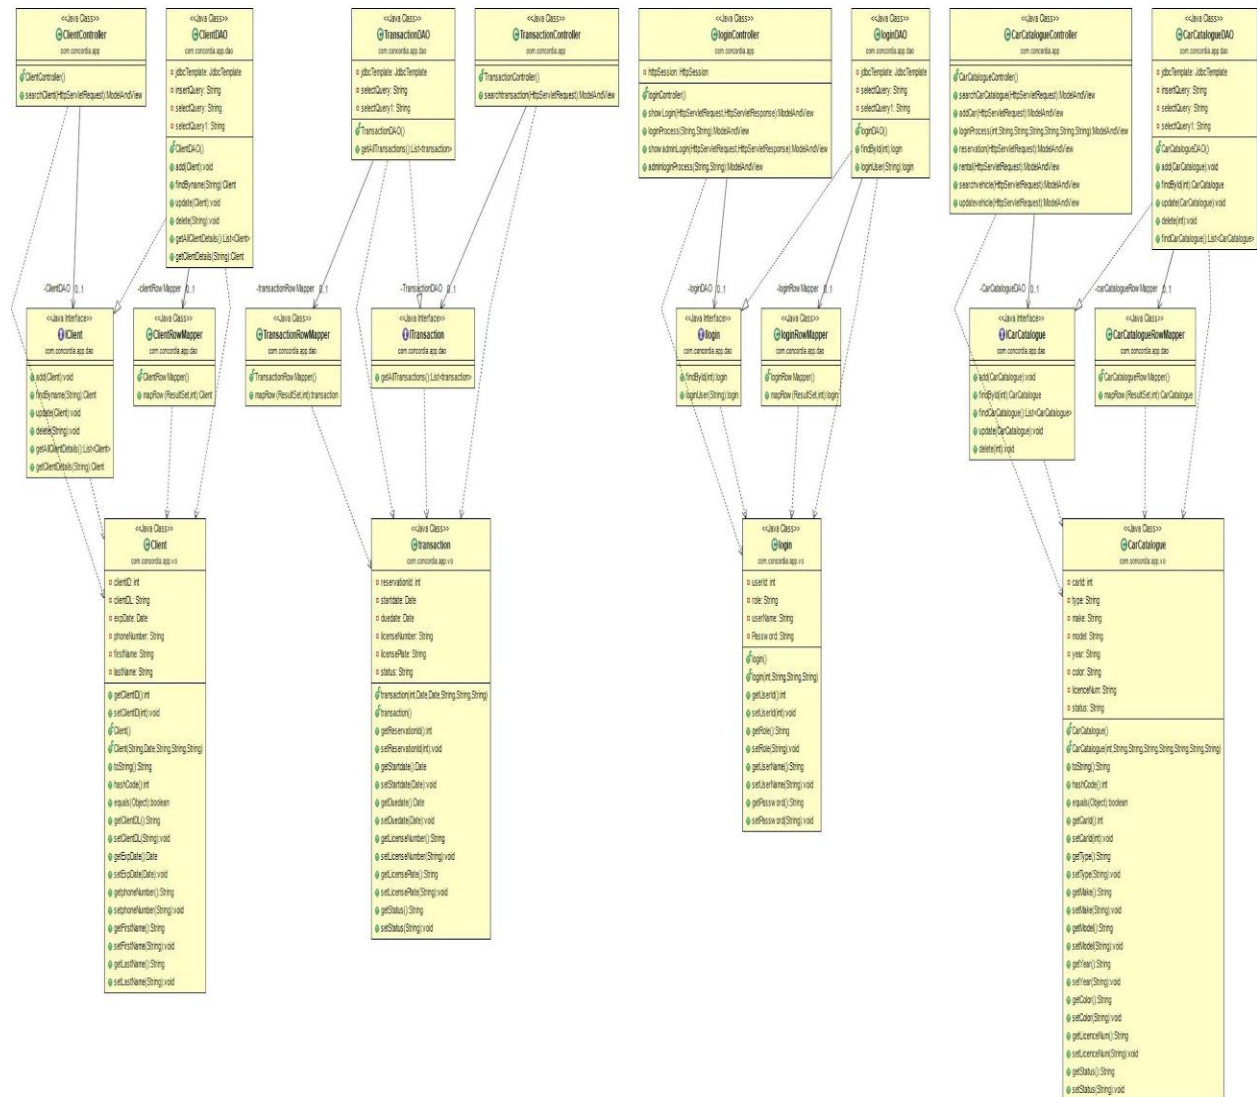 <<Java Class>>
ClientController
com.concordia.app
ClientController()
searchClient(HttpServletRequest):ModelAndView
<<Java Class>>
ClientDAO
com.concordia.app.dao
jdbcTemplate: JdbcTemplate
insertQuery: String
selectQuery: String
selectQuery1: String
ClientDAO()
add(Client):void
findByname(String):Client
update(Client):void
delete(String):void
getAllClientDetails():List<Client>
getClientDetails(String):Client
<<Java Class>>
TransactionDAO
com.concordia.app.dao
jdbcTemplate: JdbcTemplate
selectQuery: String
selectQuery1: String
TransactionDAO()
getAllTransactions():List<transaction>
<<Java Class>>
TransactionController
com.concordia.app
TransactionController()
searchtransaction(HttpServletRequest):ModelAndView
<<Java Class>>
loginController
com.concordia.app
httpSession: HttpSession
loginController()
showLogin(HttpServletRequest,HttpServletResponse):ModelAndView
loginProcess(String,String):ModelAndView
showadminLogin(HttpServletRequest,HttpServletResponse):ModelAndView
adminloginProcess(String,String):ModelAndView
<<Java Class>>
loginDAO
com.concordia.app.dao
jdbcTemplate: JdbcTemplate
selectQuery: String
selectQuery1: String
loginDAO()
findById(int):login
loginUser(String):login
<<Java Class>>
CarCatalogueController
com.concordia.app
CarCatalogueController()
searchCarCatalogue(HttpServletRequest):ModelAndView
addCar(HttpServletRequest):ModelAndView
loginProcess(int,String,String,String,String,String,String):ModelAndView
reservation(HttpServletRequest):ModelAndView
rental(HttpServletRequest):ModelAndView
searchvehicle(HttpServletRequest):ModelAndView
updatevehicle(HttpServletRequest):ModelAndView
<<Java Class>>
CarCatalogueDAO
com.concordia.app.dao
jdbcTemplate: JdbcTemplate
insertQuery: String
selectQuery: String
selectQuery1: String
CarCatalogueDAO()
add(CarCatalogue):void
findById(int):CarCatalogue
update(CarCatalogue):void
delete(int):void
findCarCatalogue():List<CarCatalogue>
-ClientDAO 0..1
-clientRowMapper 0..1
-transactionRowMapper 0..1
-TransactionDAO 0..1
-loginDAO 0..1
-loginRowMapper 0..1
-CarCatalogueDAO 0..1
-carCatalogueRowMapper 0..1
<<Java Interface>>
IClient
com.concordia.app.dao
add(Client):void
findByname(String):Client
update(Client):void
delete(String):void
getAllClientDetails():List<Client>
getClientDetails(String):Client
<<Java Class>>
ClientRowMapper
com.concordia.app.dao
ClientRowMapper()
mapRow(ResultSet,int):Client
<<Java Class>>
TransactionRowMapper
com.concordia.app.dao
TransactionRowMapper()
mapRow(ResultSet,int):transaction
<<Java Interface>>
ITransaction
com.concordia.app.dao
getAllTransactions():List<transaction>
<<Java Interface>>
Ilogin
com.concordia.app.dao
findById(int):login
loginUser(String):login
<<Java Class>>
loginRowMapper
com.concordia.app.dao
loginRowMapper()
mapRow(ResultSet,int):login
<<Java Interface>>
ICarCatalogue
com.concordia.app.dao
add(CarCatalogue):void
findById(int):CarCatalogue
findCarCatalogue():List<CarCatalogue>
update(CarCatalogue):void
delete(int):void
<<Java Class>>
CarCatalogueRowMapper
com.concordia.app.dao
CarCatalogueRowMapper()
mapRow(ResultSet,int):CarCatalogue
<<Java Class>>
Client
com.concordia.app.vo
clientID: int
clientDL: String
expDate: Date
phoneNumber: String
firstName: String
lastName: String
getClientID():int
setClientID(int):void
Client()
Client(String,Date,String,String,String)
toString():String
hashCode():int
equals(Object):boolean
getClientDL():String
setClientDL(String):void
getExpDate():Date
setExpDate(Date):void
getphoneNumber():String
setphoneNumber(String):void
getFirstName():String
setFirstName(String):void
getLastName():String
setLastName(String):void
<<Java Class>>
transaction
com.concordia.app.vo
reservationid: int
startdate: Date
duedate: Date
licenseNumber: String
licensePlate: String
status: String
transaction(int,Date,Date,String,String,String)
transaction()
getReservationid():int
setReservationid(int):void
getStartdate():Date
setStartdate(Date):void
getDuedate():Date
setDuedate(Date):void
getLicenseNumber():String
setLicenseNumber(String):void
getLicensePlate():String
setLicensePlate(String):void
getStatus():String
setStatus(String):void
<<Java Class>>
login
com.concordia.app.vo
userId: int
role: String
userName: String
Password: String
login()
login(int,String,String,String)
getUserId():int
setUserId(int):void
getRole():String
setRole(String):void
getUserName():String
setUserName(String):void
getPassword():String
setPassword(String):void
<<Java Class>>
CarCatalogue
com.concordia.app.vo
carId: int
type: String
make: String
model: String
year: String
color: String
licenceNum: String
status: String
CarCatalogue()
CarCatalogue(int,String,String,String,String,String,String,String)
toString():String
hashCode():int
equals(Object):boolean
getCarId():int
setCarId(int):void
getType():String
setType(String):void
getMake():String
setMake(String):void
getModel():String
setModel(String):void
getYear():String
setYear(String):void
getColor():String
setColor(String):void
getLicenceNum():String
setLicenceNum(String):void
getStatus():String
setStatus(String):void